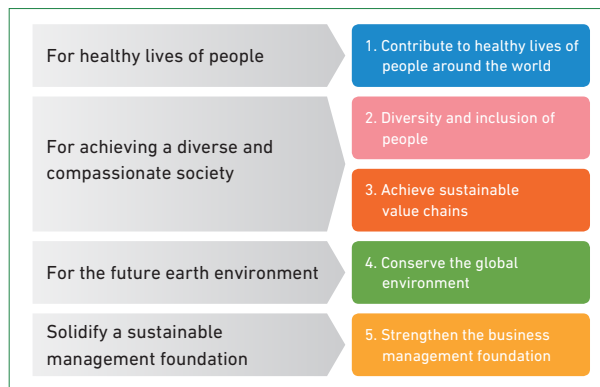 For healthy lives of people
1. Contribute to healthy lives of
people around the world
For achieving a diverse and
compassionate society
2. Diversity and inclusion of
people
3. Achieve sustainable
value chains
For the future earth environment
4. Conserve the global
environment
Solidify a sustainable
management foundation
5. Strengthen the business
management foundation